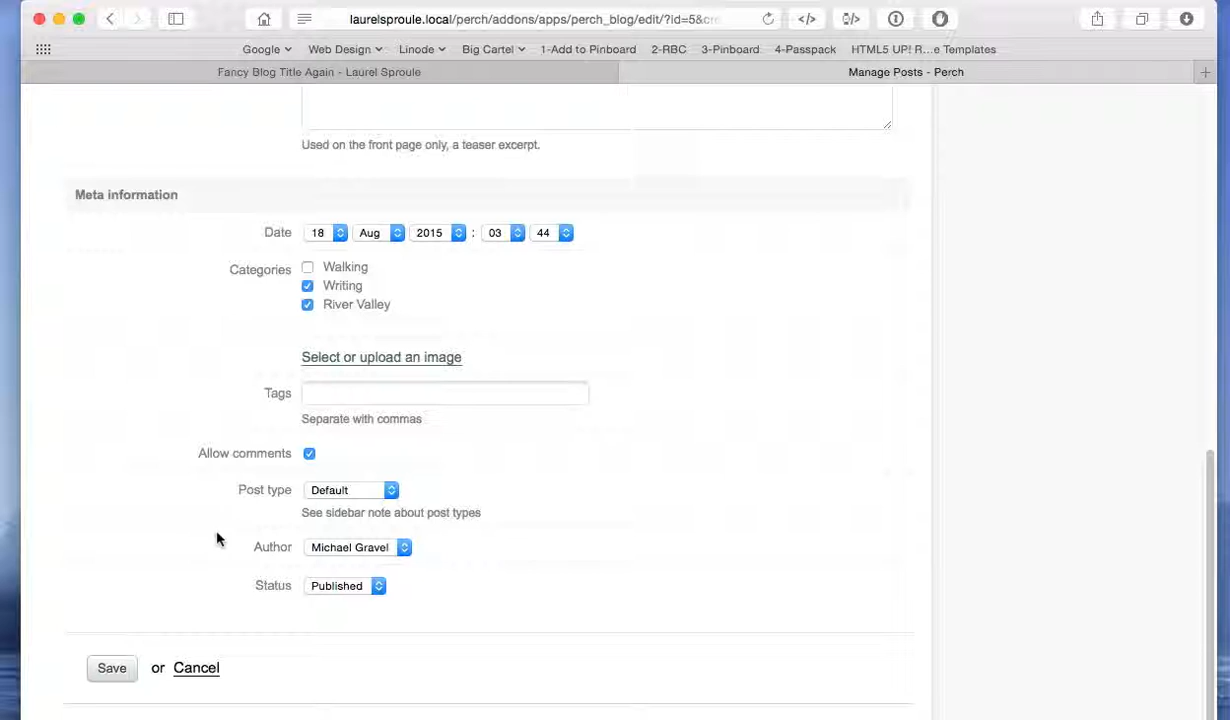 laurelsproule.local/perch/addons/apps/perch_blog/edit/?id=5&cr
Google Web Design Linode Big Cartel 1-Add to Pinboard 2-RBC 3-Pinboard 4-Passpack HTML5 UP! R...e Templates
Fancy Blog Title Again - Laurel Sproule Manage Posts - Perch
Used on the front page only, a teaser excerpt.
Meta information
Date 18 Aug 2015 : 03 44
Categories Walking
Writing
River Valley
Select or upload an image
Tags
Separate with commas
Allow comments
Post type Default
See sidebar note about post types
Author Michael Gravel
Status Published
Save or Cancel